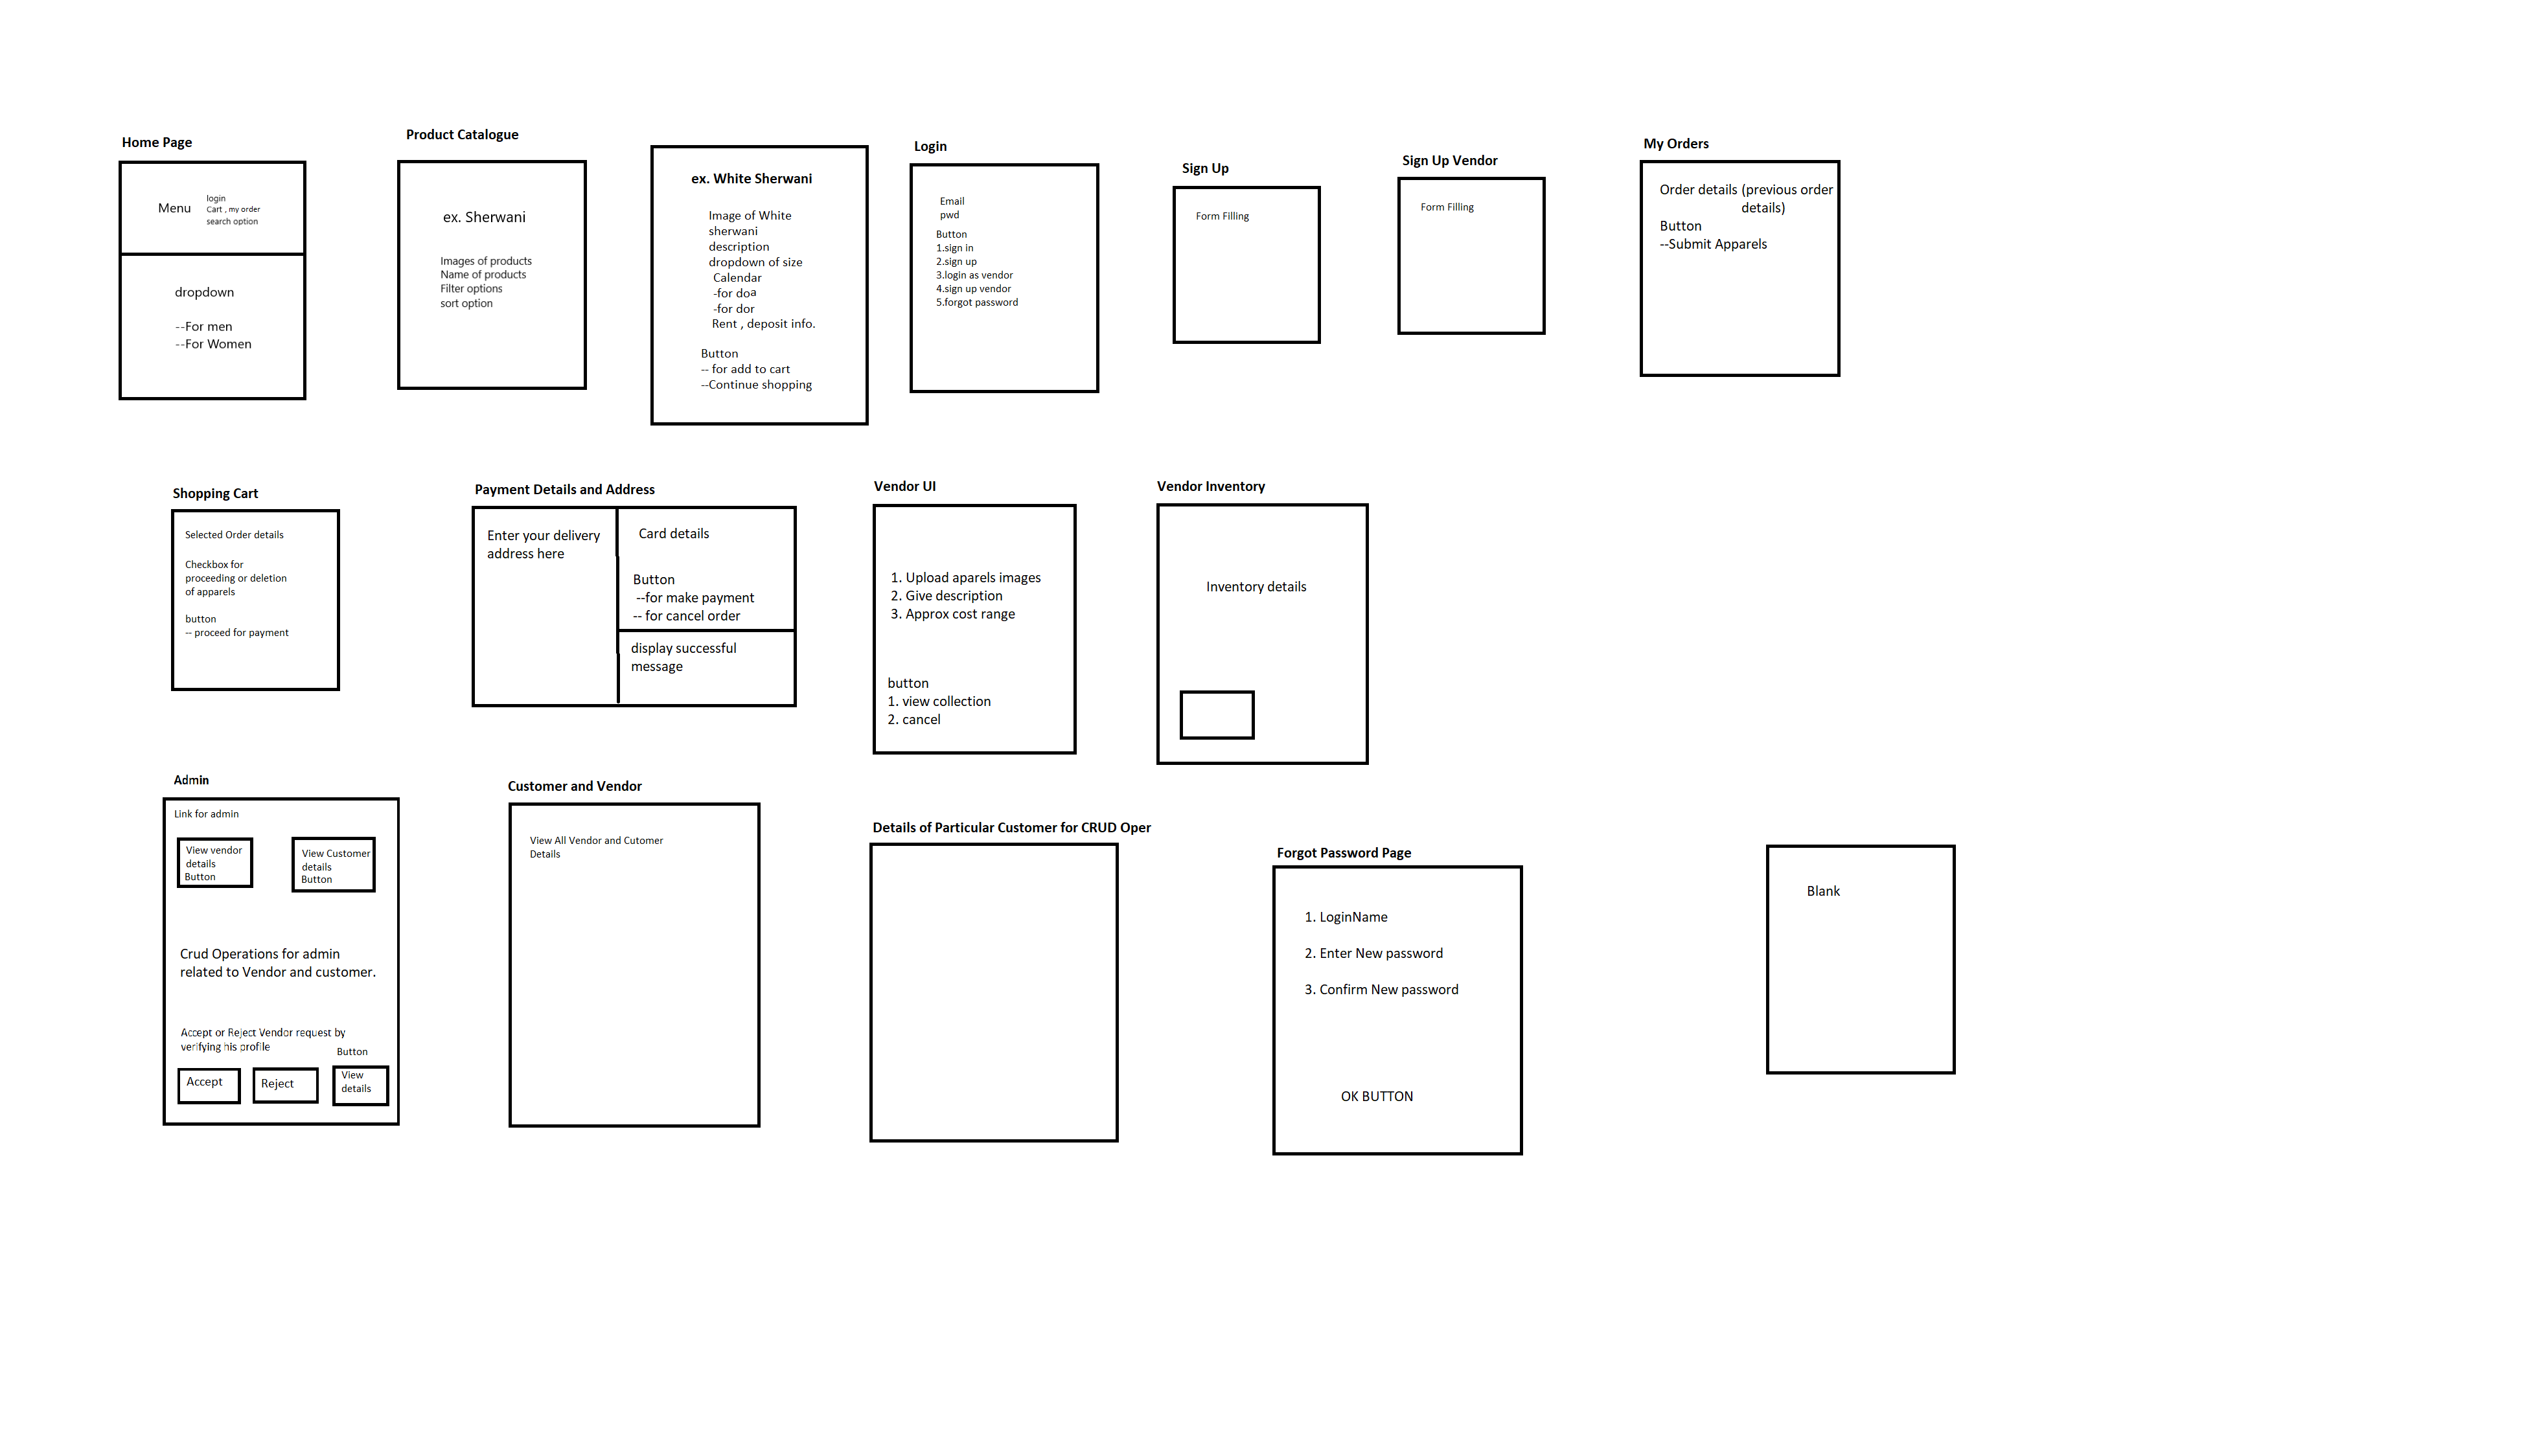 Home Page
Menu
login
Cart , my order
search option
dropdown
--For men
--For Women
Product Catalogue
ex. Sherwani
Images of products
Name of products
Filter options
sort option
ex. White Sherwani
Image of White
sherwani
description
dropdown of size
Calendar
-for doa
-for dor
Rent , deposit info.
Button
-- for add to cart
--Continue shopping
Login
Email
pwd
Button
1.sign in
2.sign up
3.login as vendor
4.sign up vendor
5.forgot password
Sign Up
Form Filling
Sign Up Vendor
Form Filling
My Orders
Order details (previous order
details)
Button
--Submit Apparels
Shopping Cart
Selected Order details
Checkbox for
proceeding or deletion
of apparels
button
-- proceed for payment
Payment Details and Address
Enter your delivery
address here
Card details
Button
--for make payment
-- for cancel order
display successful
message
Vendor UI
1. Upload aparels images
2. Give description
3. Approx cost range
button
1. view collection
2. cancel
Vendor Inventory
Inventory details
Admin
Link for admin
View vendor
details
Button
View Customer
details
Button
Crud Operations for admin
related to Vendor and customer.
Accept or Reject Vendor request by
verifying his profile
Button
Accept
Reject
View
details
Customer and Vendor
View All Vendor and Cutomer
Details
Details of Particular Customer for CRUD Oper
Forgot Password Page
1. LoginName
2. Enter New password
3. Confirm New password
OK BUTTON
Blank